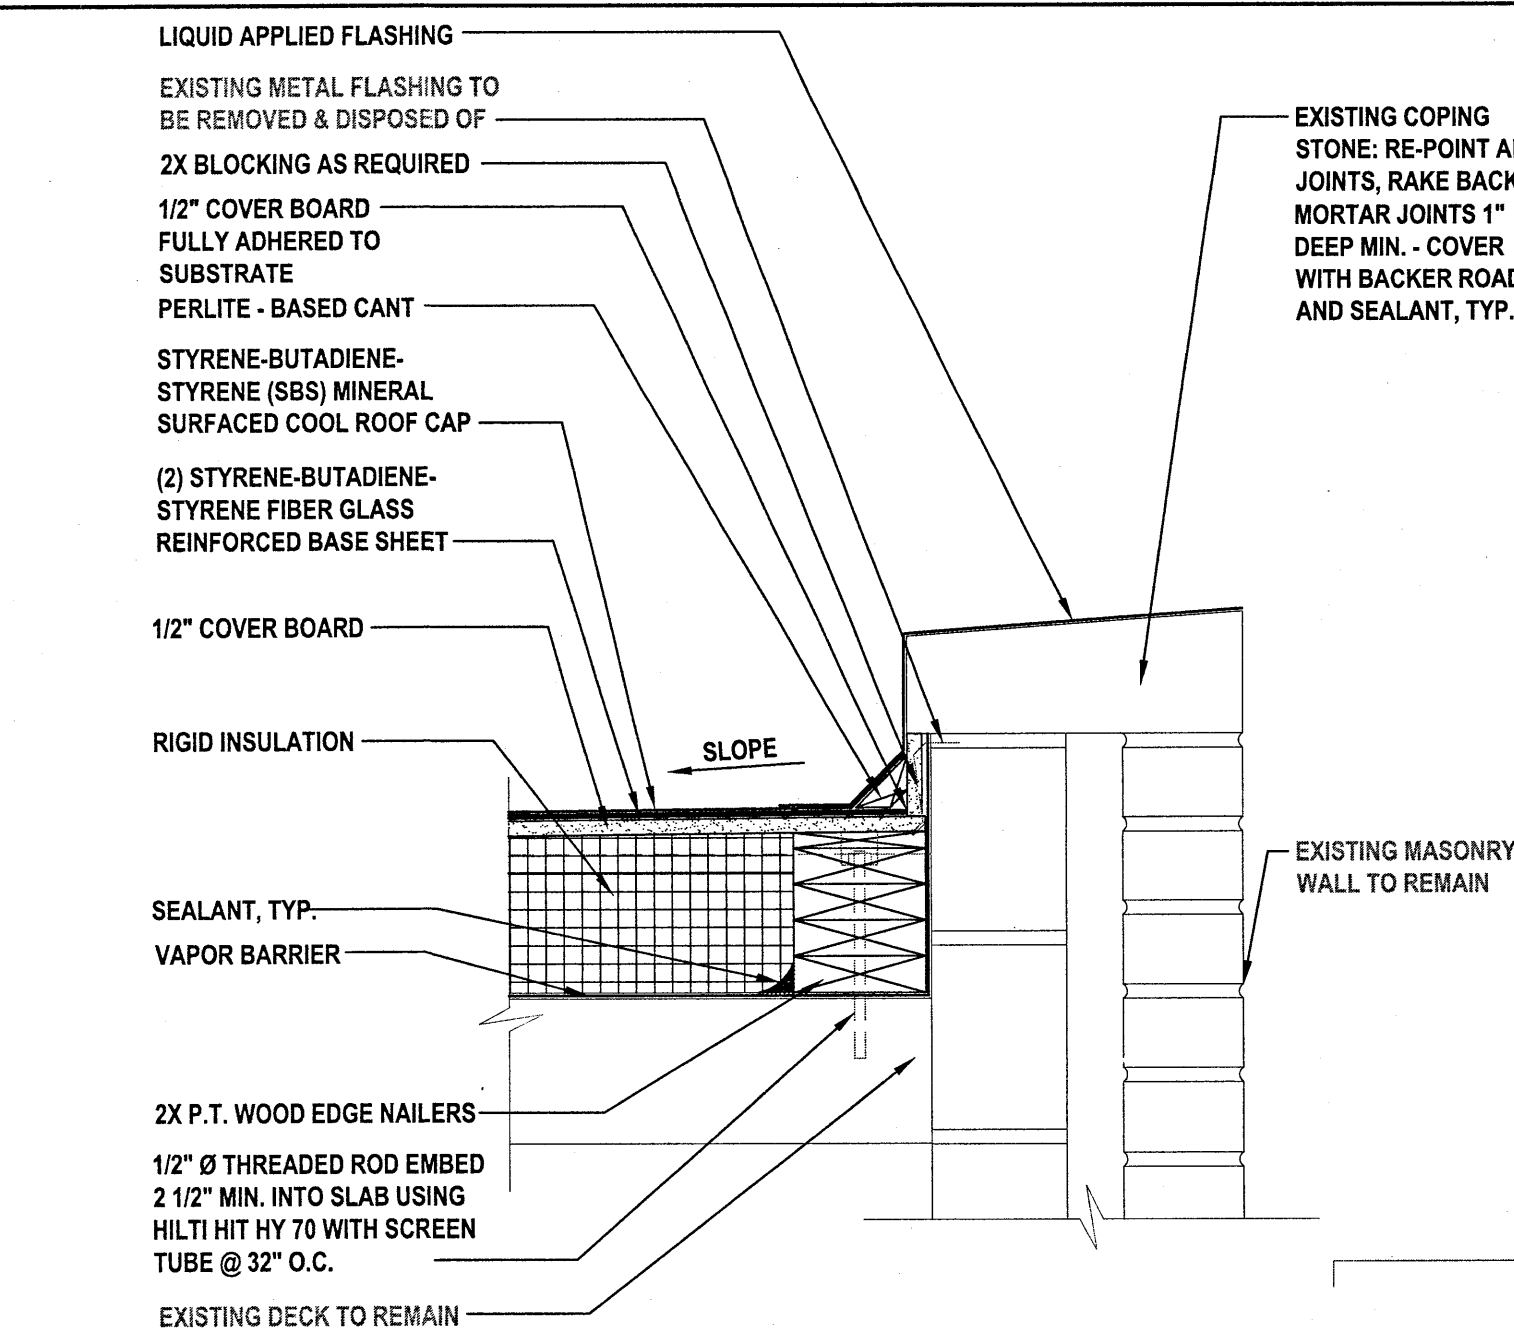 LIQUID APPLIED FLASHING
EXISTING METAL FLASHING TO
BE REMOVED & DISPOSED OF
2X BLOCKING AS REQUIRED
1/2" COVER BOARD
FULLY ADHERED TO
SUBSTRATE
PERLITE - BASED CANT
STYRENE-BUTADIENE-
STYRENE (SBS) MINERAL
SURFACED COOL ROOF CAP
(2) STYRENE-BUTADIENE-
STYRENE FIBER GLASS
REINFORCED BASE SHEET
1/2" COVER BOARD
RIGID INSULATION
SEALANT, TYP.
VAPOR BARRIER
2X P.T. WOOD EDGE NAILERS
1/2" Ø THREADED ROD EMBED
2 1/2" MIN. INTO SLAB USING
HILTI HIT HY 70 WITH SCREEN
TUBE @ 32" O.C.
EXISTING DECK TO REMAIN
SLOPE
EXISTING COPING
STONE: RE-POINT
JOINTS, RAKE BACK
MORTAR JOINTS 1"
DEEP MIN. - COVER
WITH BACKER ROAD
AND SEALANT, TYP.
EXISTING MASONRY
WALL TO REMAIN